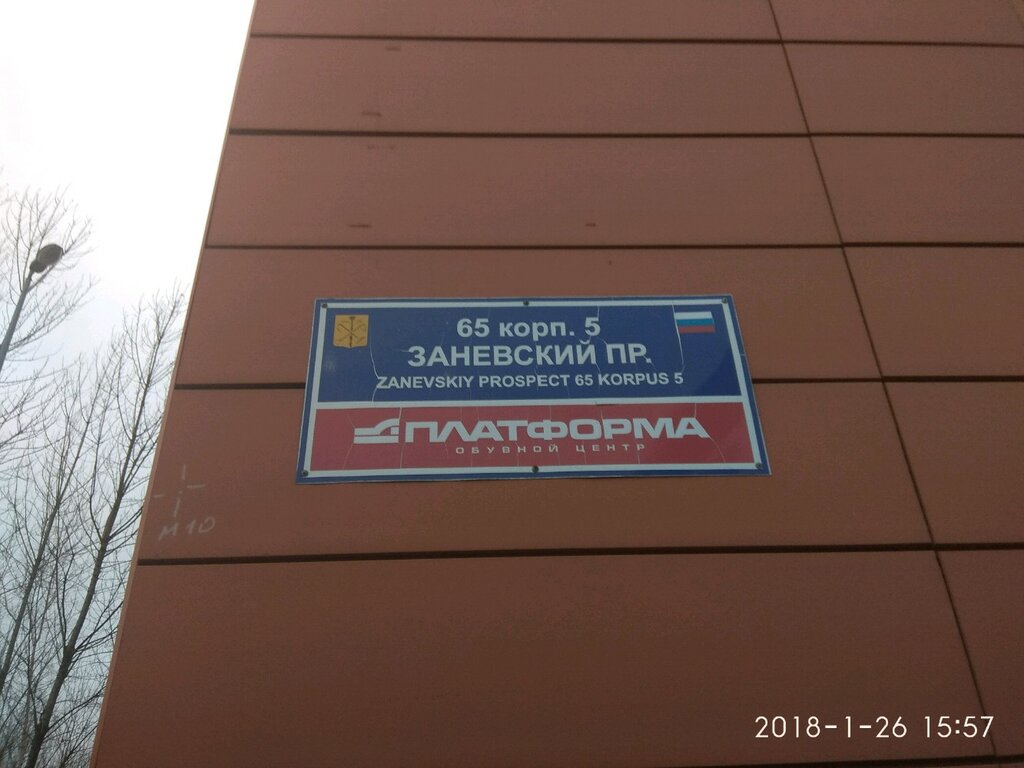 65 корп. 5
ЗАНЕВСКИЙ ПР.
ZANEVSKIY PROSPECT 65 KORPUS 5
ПЛАТФОРМА
ОБУВНОЙ ЦЕНТР
М10
2018-1-26 15:57